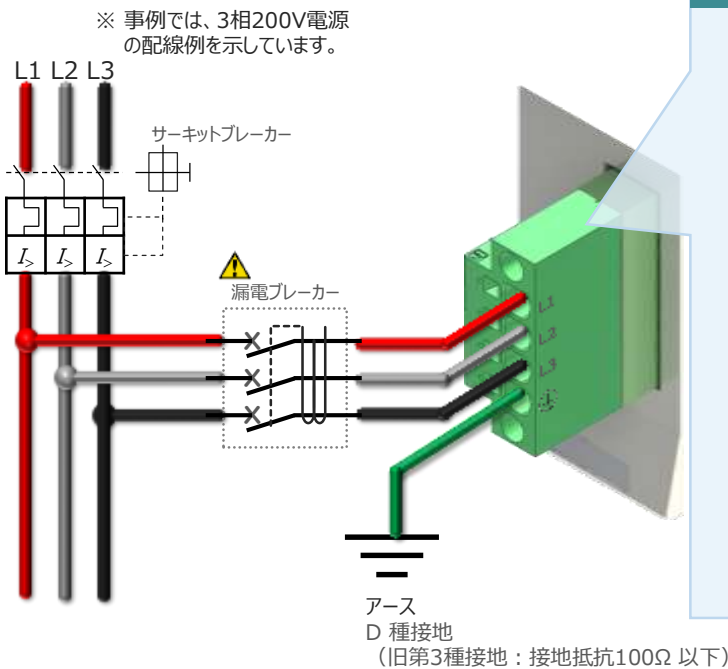 ※ 事例では、3相200V電源
の配線例を示しています。
L1 L2 L3
サーキットブレーカー
I> I> I>
漏電ブレーカー
L1
L2
L3
アース
D 種接地
（旧第3種接地：接地抵抗100Ω 以下）